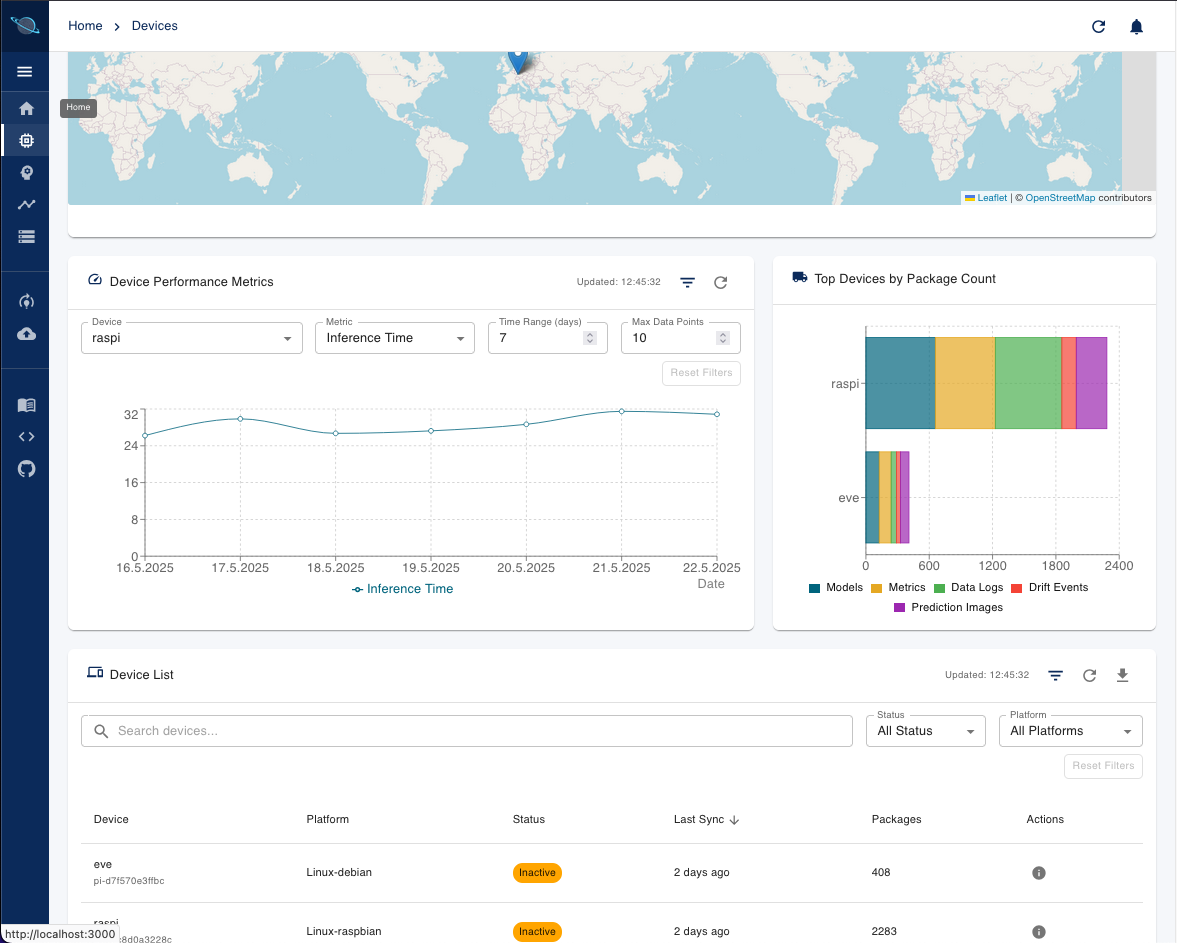 Home > Devices
Home
Leaflet | © OpenStreetMap contributors
Device Performance Metrics
Updated: 12:45:32
Top Devices by Package Count
Device
Metric
Time Range (days)
Max Data Points
raspi
Inference Time
7
10
Reset Filters
32
24
16
8
0
16.5.2025 17.5.2025 18.5.2025 19.5.2025 20.5.2025 21.5.2025 22.5.2025
Date
Inference Time
raspi
eve
0 600 1200 1800 2400
Models Metrics Data Logs Drift Events
Prediction Images
Device List
Updated: 12:45:32
Search devices...
Status
All Status
Platform
All Platforms
Reset Filters
Device Platform Status Last Sync Packages Actions
eve
pi-d7f570e3ffbc
Linux-debian Inactive 2 days ago 408
raspi
Linux-raspbian Inactive 2 days ago 2283
8d0a3228c
http://localhost:3000